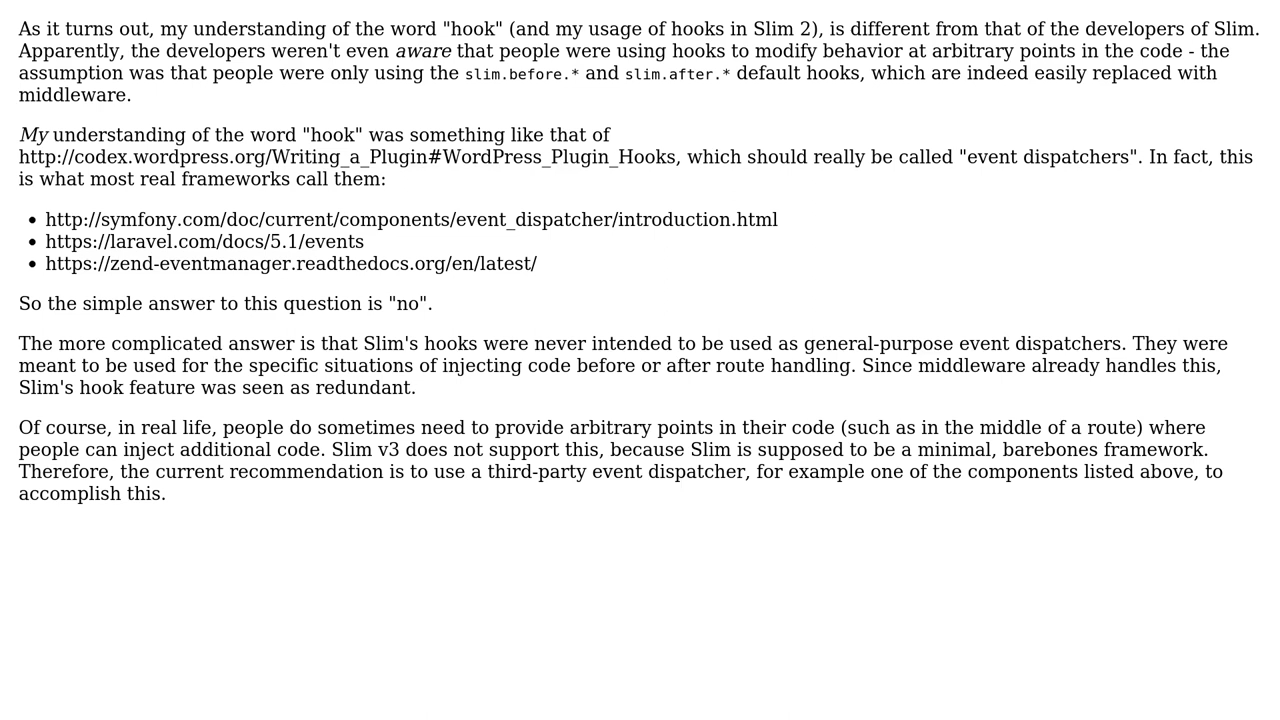 As it turns out, my understanding of the word "hook" (and my usage of hooks in Slim 2), is different from that of the developers of Slim.
Apparently, the developers weren't even aware that people were using hooks to modify behavior at arbitrary points in the code - the
assumption was that people were only using the slim.before.* and slim.after.* default hooks, which are indeed easily replaced with
middleware.
My understanding of the word "hook" was something like that of
http://codex.wordpress.org/Writing_a_Plugin#WordPress_Plugin_Hooks, which should really be called "event dispatchers". In fact, this
is what most real frameworks call them:
• http://symfony.com/doc/current/components/event_dispatcher/introduction.html
• https://laravel.com/docs/5.1/events
• https://zend-eventmanager.readthedocs.org/en/latest/
So the simple answer to this question is "no".
The more complicated answer is that Slim's hooks were never intended to be used as general-purpose event dispatchers. They were
meant to be used for the specific situations of injecting code before or after route handling. Since middleware already handles this,
Slim's hook feature was seen as redundant.
Of course, in real life, people do sometimes need to provide arbitrary points in their code (such as in the middle of a route) where
people can inject additional code. Slim v3 does not support this, because Slim is supposed to be a minimal, barebones framework.
Therefore, the current recommendation is to use a third-party event dispatcher, for example one of the components listed above, to
accomplish this.